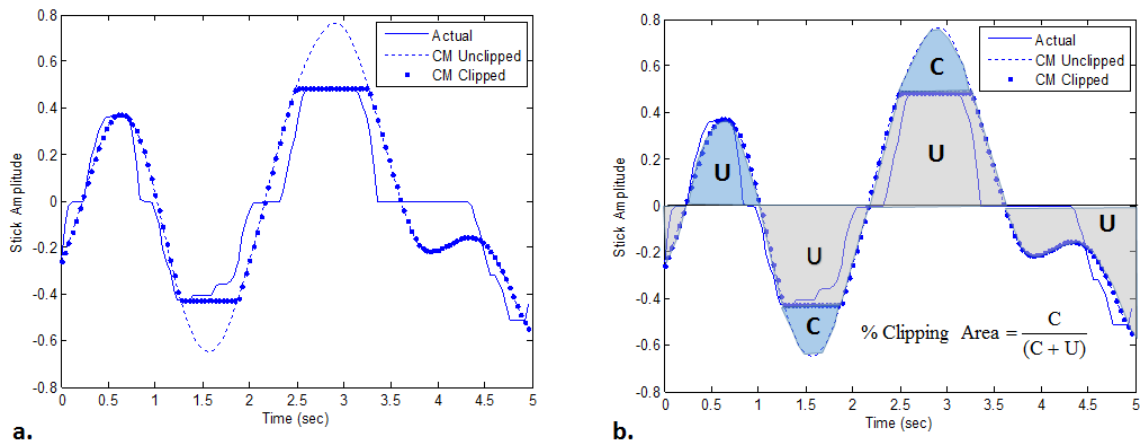 0.8
0.6
0.4
0.2
0
-0.2
-0.4
-0.6
-0.8
Stick Amplitude
0 0.5 1 1.5 2 2.5 3 3.5 4 4.5 5
Time (sec)
Actual
CM Unclipped
CM Clipped
a.
0.8
0.6
0.4
0.2
0
-0.2
-0.4
-0.6
-0.8
Stick Amplitude
0 0.5 1 1.5 2 2.5 3 3.5 4 4.5 5
Time (sec)
Actual
CM Unclipped
CM Clipped
C
U
U
U
U
C
% Clipping Area = C
(C + U)
b.